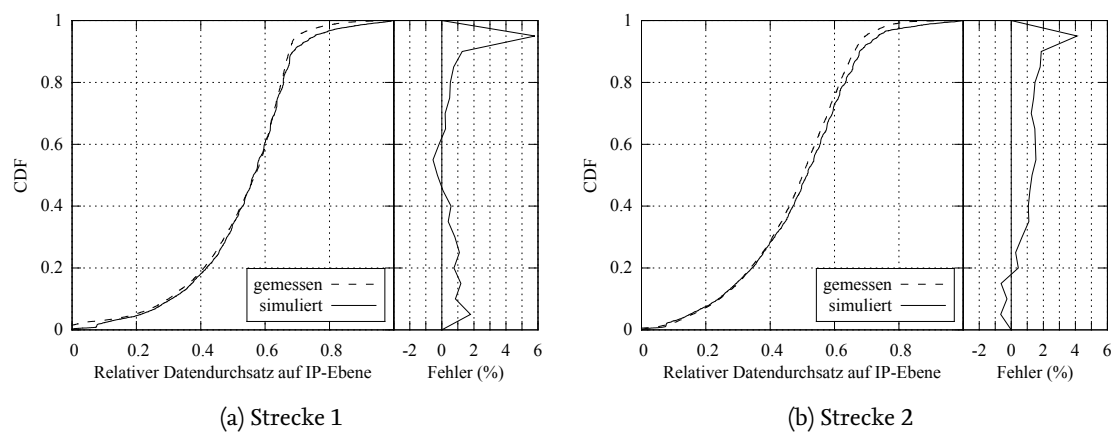 1
0.8
0.6
0.4
0.2
0
CDF
gemessen
simuliert
0 0.2 0.4 0.6 0.8
Relativer Datendurchsatz auf IP-Ebene
-2 0 2 4 6
Fehler (%)
(a) Strecke 1
1
0.8
0.6
0.4
0.2
0
CDF
gemessen
simuliert
0 0.2 0.4 0.6 0.8
Relativer Datendurchsatz auf IP-Ebene
-2 0 2 4 6
Fehler (%)
(b) Strecke 2